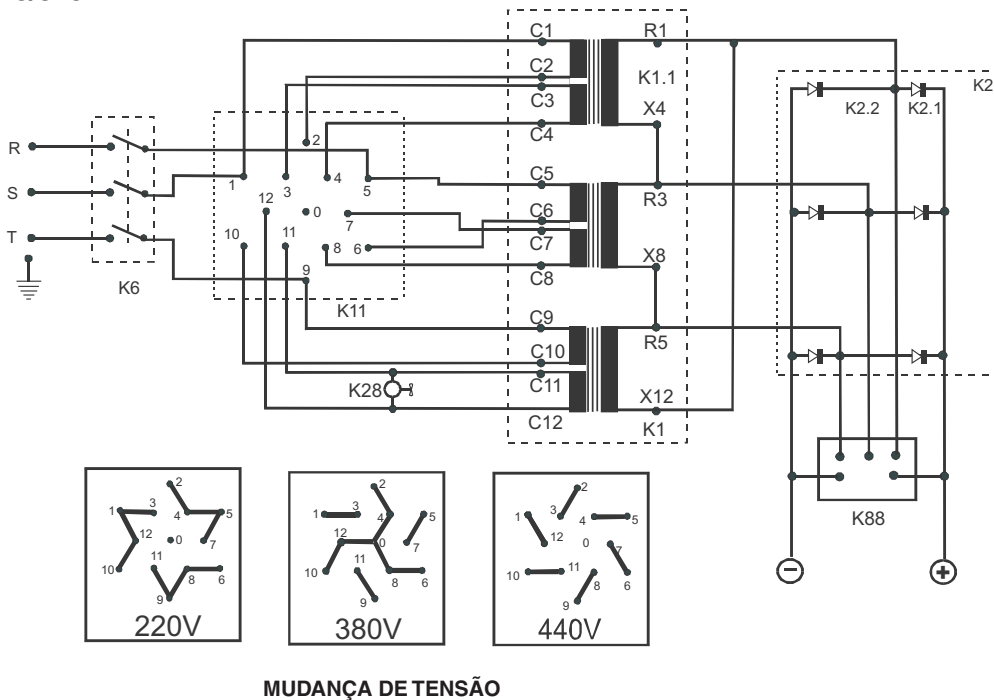 C1
R1
C2
K1.1
K2
C3
X4
K2.2
K2.1
C4
R
2
S
1
3
4
5
C5
R3
12
0
7
C6
C7
T
10
11
8
6
X8
C8
9
K6
K11
C9
R5
C10
K28
C11
X12
C12
K1
K88
1
2
3
4
5
12
0
7
11
10
8
6
9
220V
1
2
3
4
5
12
0
7
11
10
8
6
9
380V
1
2
3
4
5
12
0
7
11
10
8
6
9
440V
MUDANÇA DE TENSÃO